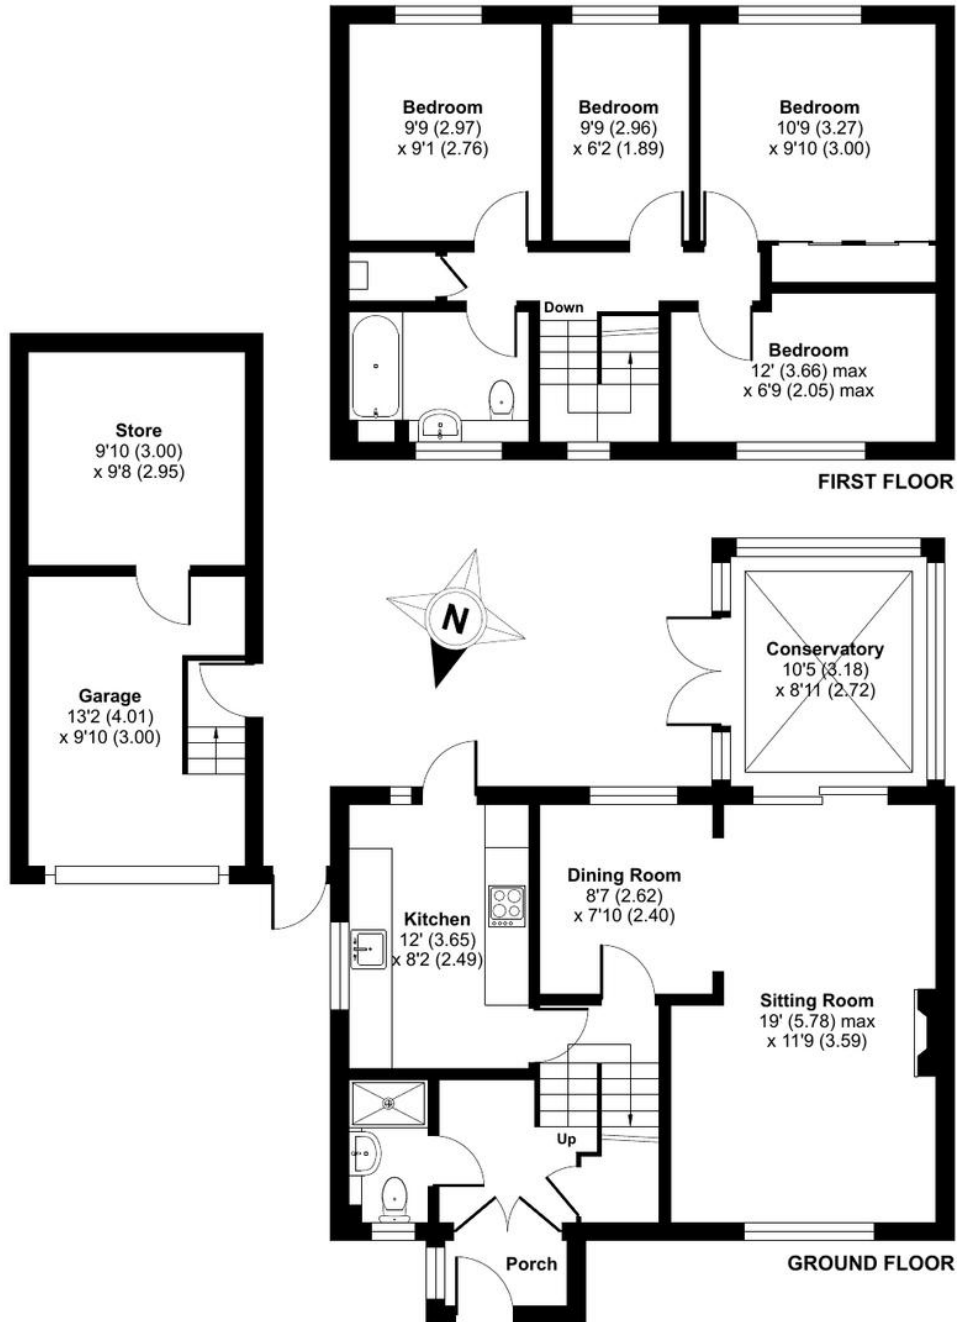 Bedroom
9'9 (2.97)
x 9'1 (2.76)
Bedroom
9'9 (2.96)
x 6'2 (1.89)
Bedroom
10'9 (3.27)
x 9'10 (3.00)
Down
Bedroom
12' (3.66) max
x 6'9 (2.05) max
FIRST FLOOR
Store
9'10 (3.00)
x 9'8 (2.95)
N
Garage
13'2 (4.01)
x 9'10 (3.00)
Conservatory
10'5 (3.18)
x 8'11 (2.72)
Dining Room
8'7 (2.62)
x 7'10 (2.40)
Kitchen
12' (3.65)
x 8'2 (2.49)
Sitting Room
19' (5.78) max
x 11'9 (3.59)
Up
Porch
GROUND FLOOR